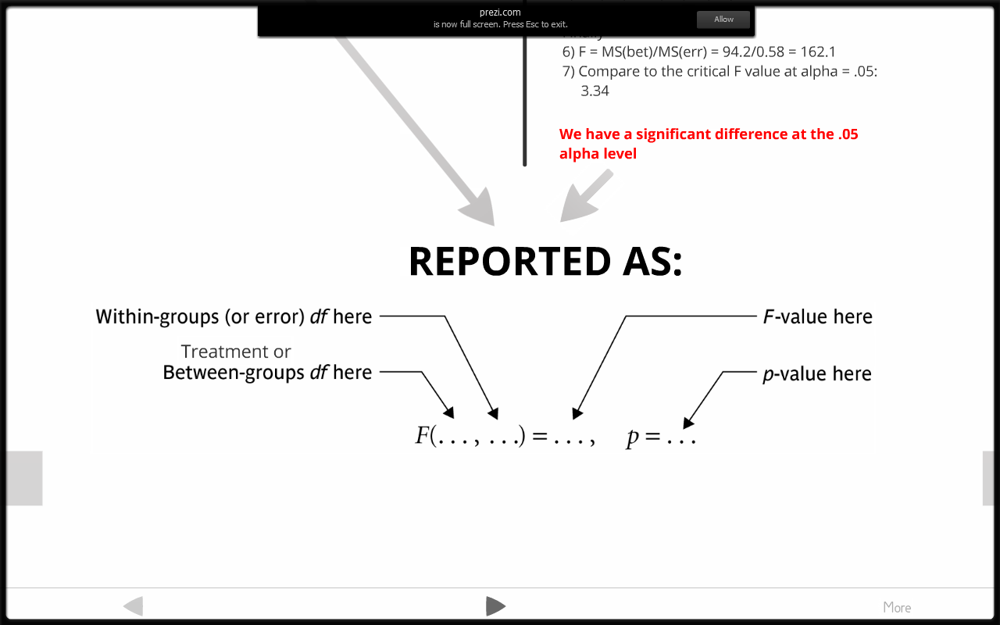 prezi.com
is now full screen. Press Esc to exit.
Allow
6) F = MS(bet)/MS(err) = 94.2/0.58 = 162.1
7) Compare to the critical F value at alpha = .05:
3.34
We have a significant difference at the .05
alpha level
REPORTED AS:
Within-groups (or error) df here
F-value here
Treatment or
Between-groups df here
p-value here
F(. . . , . . .) = . . . , p = . . .
More